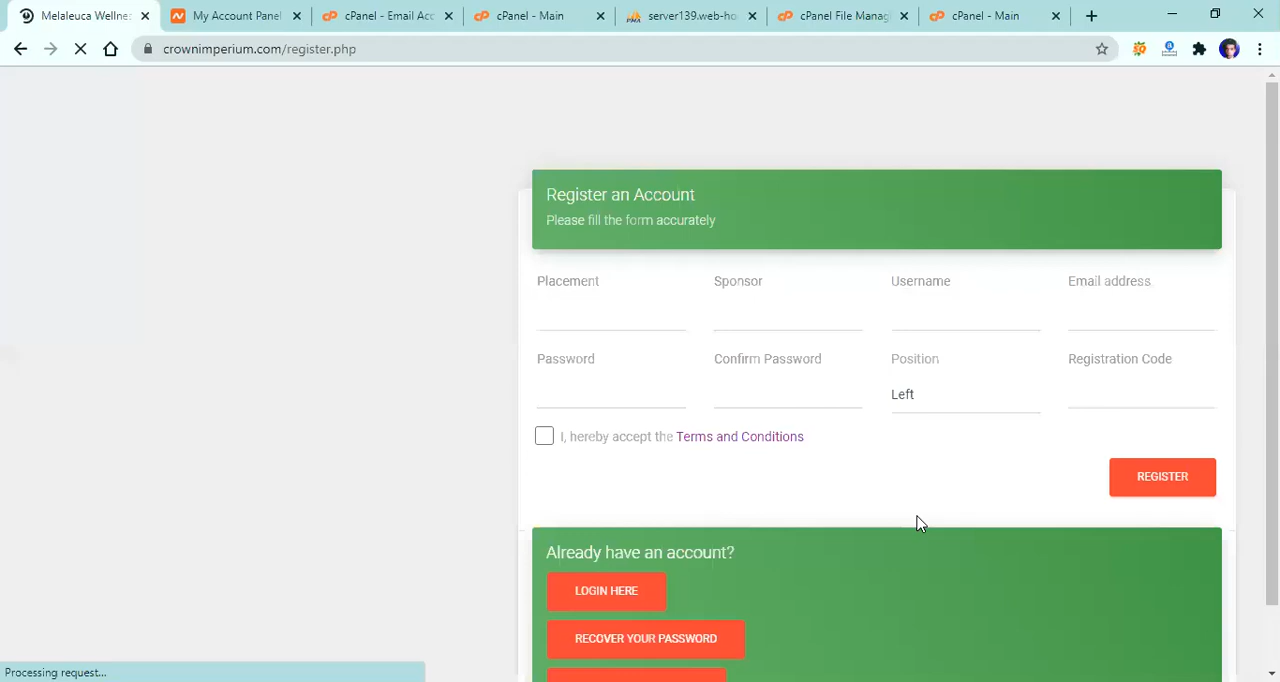 Melaleuca Wellne
My Account Panel
cPanel - Email Acc
cPanel - Main
server139.web-ho
cPanel File Manag
cPanel - Main
crownimperium.com/register.php
Register an Account
Please fill the form accurately
Placement Sponsor Username Email address
Password Confirm Password Position Registration Code
Left
I, hereby accept the Terms and Conditions
REGISTER
Already have an account?
LOGIN HERE
RECOVER YOUR PASSWORD
Processing request...